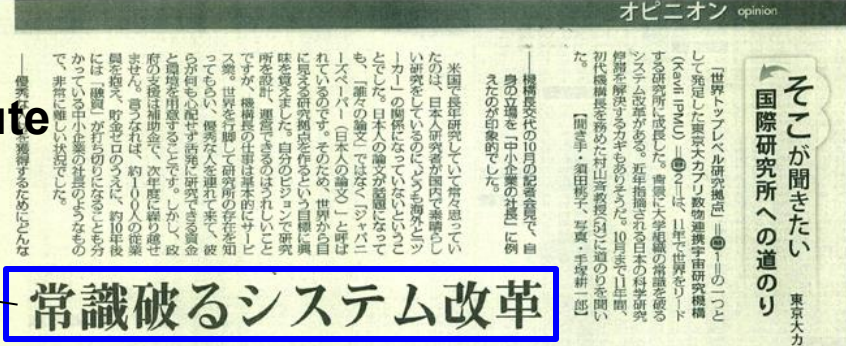 オピニオン opinion
そこが聞きたい
国際研究所への道のり
東京大カ
「世界トップレベル研究拠点」＝1＝の一つと
して発足した東京大カブリ数物連携宇宙研究機構
(Kavli IPMU)＝2＝は、11年で世界をリード
する研究所に成長した。背景に大学組織の常識を破る
システム改革がある。近年指摘される日本の科学研究
停滞を解決するカギもありそうだ。10月まで11年間、
初代機構長を務めた村山斉教授(54)に道のりを聞い
た。【聞き手・須田桃子、写真・手塚耕一郎】
――機構長交代の10月の記者会見で、自
身の立場を「中小企業の社長」に例
えたのが印象的でした。
米国で長年研究していて常々思ってい
たのは、日本人研究者が国内で素晴らし
い研究をしているのに、どうも海外と「ツ
ーカー」の関係になっていないというこ
とでした。日本人の論文が話題になって
も、「誰々の論文」ではなく「ジャパニ
ーズペーパー（日本人の論文）」と呼ば
れているのです。そのため、世界から目
に見える研究拠点を作るという目標に興
味を覚えました。自分のビジョンで研究
所を設計、運営できるのはうれしいこと
ですが、機構長の仕事は基本的にサービ
ス業。世界を行脚して研究所の存在を知
ってもらい、優秀な人を連れて来て、彼
らが何も心配せず活発に研究できる資金
と環境を用意することです。しかし、政
府の支援は補助金で、次年度に繰り越せ
ません。言うなれば、約100人の従業
員を抱え、貯金ゼロのうえに、約10年後
には「融資」が打ち切りになることも分
かっている中小企業の社長のようなもの
で、非常に難しい状況でした。
――優秀な
を獲得するためにどんな
常識破るシステム改革
ute